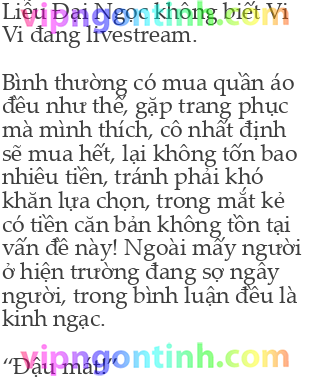 Liễu Đại Ngọc không biết Vi
vipngontinh.com
Vi đang livestream.
Bình thường có mua quần áo
đều như thế, gặp trang phục
vipngontinh.com
mà mình thích, cô nhất định
sẽ mua hết, lại không tốn bao
nhiêu tiền, tránh phải khó
khăn lựa chọn, trong mắt kẻ
có tiền căn bản không tồn tại
vấn đề này! Ngoài mấy người
ở hiện trường đang sợ ngây
người, trong bình luận đều là
vipngontinh.com
kinh ngạc.
vipngontinh.com
“Đậu má!”